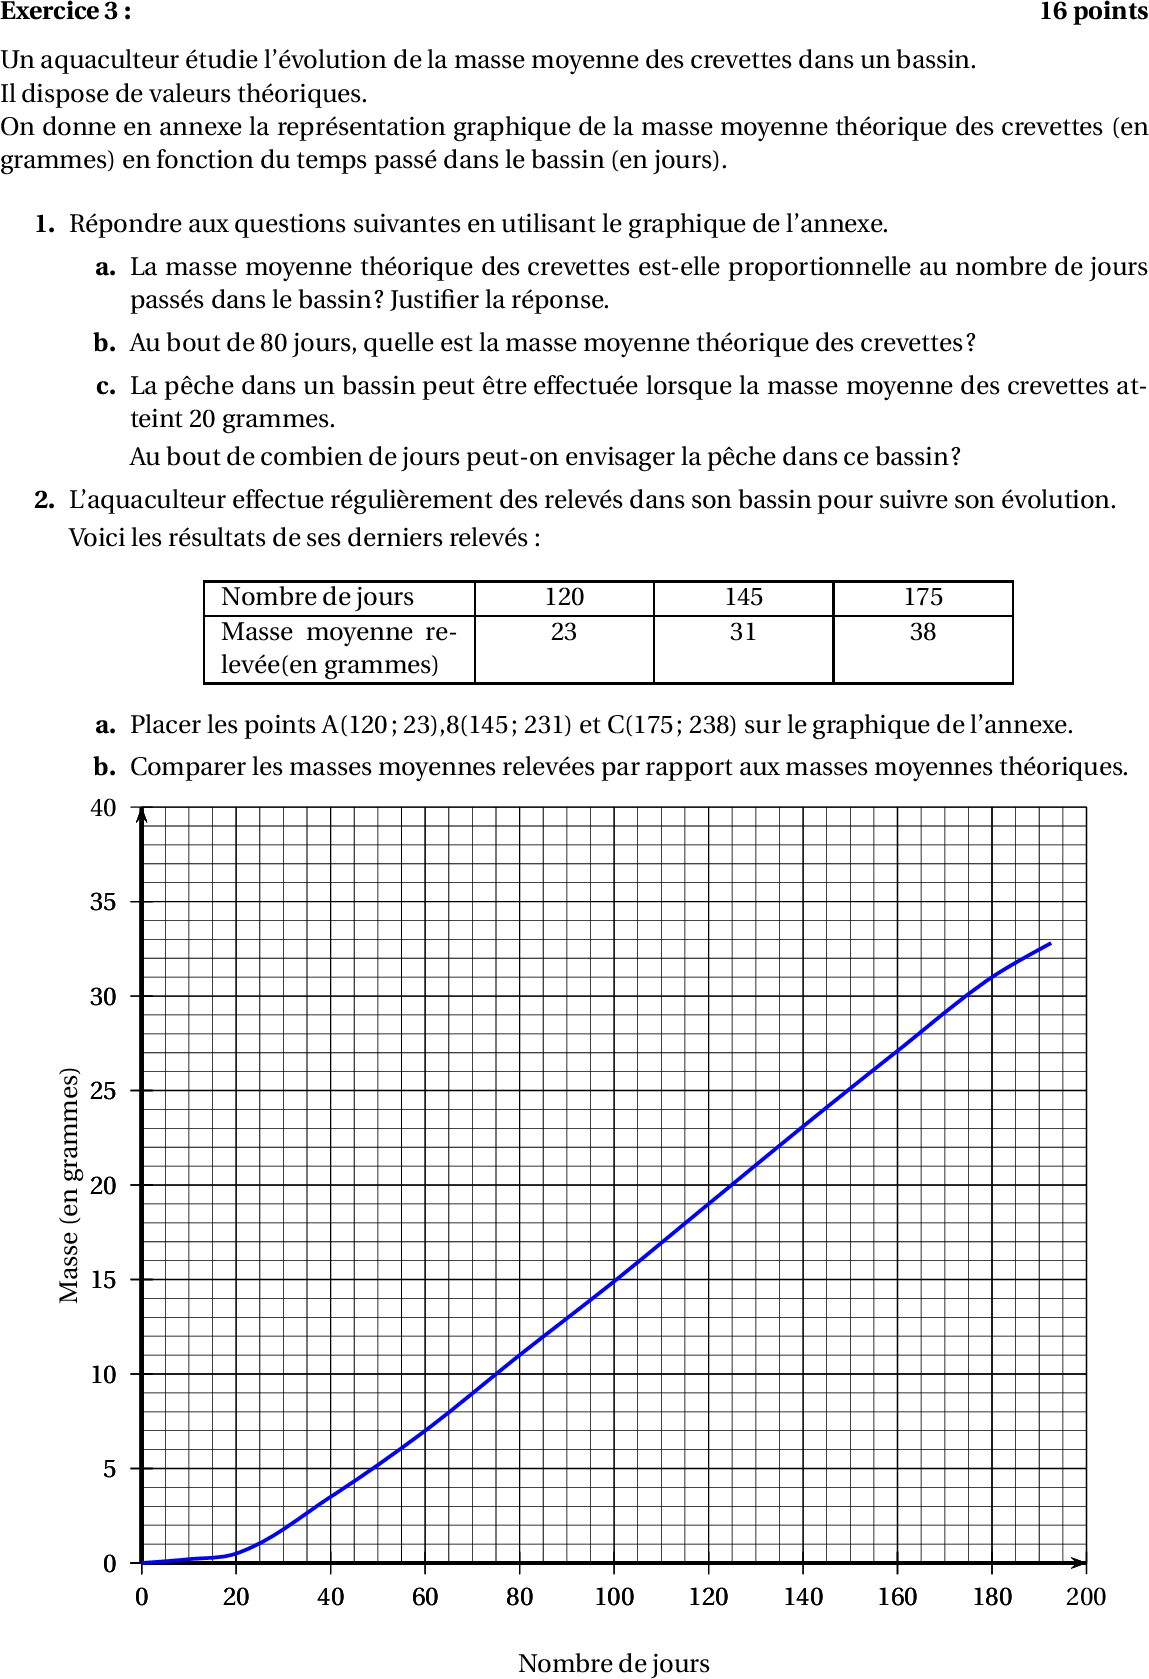 Exercice 3 : 16 points
Un aquaculteur étudie l’évolution de la masse moyenne des crevettes dans un bassin.
Il dispose de valeurs théoriques.
On donne en annexe la représentation graphique de la masse moyenne théorique des crevettes (en
grammes) en fonction du temps passé dans le bassin (en jours).
1. Répondre aux questions suivantes en utilisant le graphique de l’annexe.
a. La masse moyenne théorique des crevettes est-elle proportionnelle au nombre de jours
passés dans le bassin ? Justifier la réponse.
b. Au bout de 80 jours, quelle est la masse moyenne théorique des crevettes ?
c. La pêche dans un bassin peut être effectuée lorsque la masse moyenne des crevettes at-
teint 20 grammes.
Au bout de combien de jours peut-on envisager la pêche dans ce bassin ?
2. L’aquaculteur effectue régulièrement des relevés dans son bassin pour suivre son évolution.
Voici les résultats de ses derniers relevés :
Nombre de jours 120 145 175
Masse moyenne re- 23 31 38
levée(en grammes)
a. Placer les points A(120 ; 23),8(145 ; 231) et C(175 ; 238) sur le graphique de l’annexe.
b. Comparer les masses moyennes relevées par rapport aux masses moyennes théoriques.
40
35
30
25
20
15
10
5
0
Masse (en grammes)
0 20 40 60 80 100 120 140 160 180 200
Nombre de jours